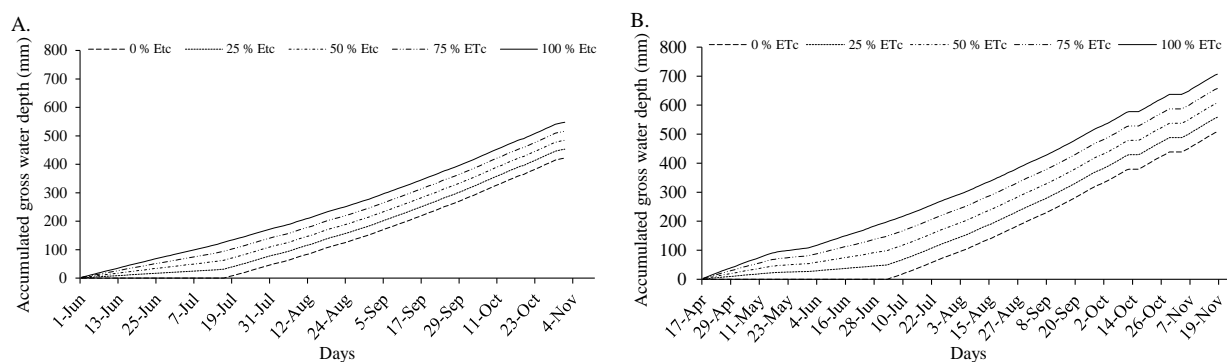 A.
0 % Etc 25 % Etc 50 % Etc 75 % Etc 100 % Etc
Accumulated gross water depth (mm)
800
700
600
500
400
300
200
100
0
1-Jun 13-Jun 25-Jun 7-Jul 19-Jul 31-Jul 12-Aug 24-Aug 5-Sep 17-Sep 29-Sep 11-Oct 23-Oct 4-Nov
Days
B.
0 % ETc 25 % ETc 50 % ETc 75 % ETc 100 % ETc
Accumulated gross water depth (mm)
800
700
600
500
400
300
200
100
0
17-Apr 29-Apr 11-May 23-May 4-Jun 16-Jun 28-Jun 10-Jul 22-Jul 3-Aug 15-Aug 27-Aug 8-Sep 20-Sep 2-Oct 14-Oct 26-Oct 7-Nov 19-Nov
Days